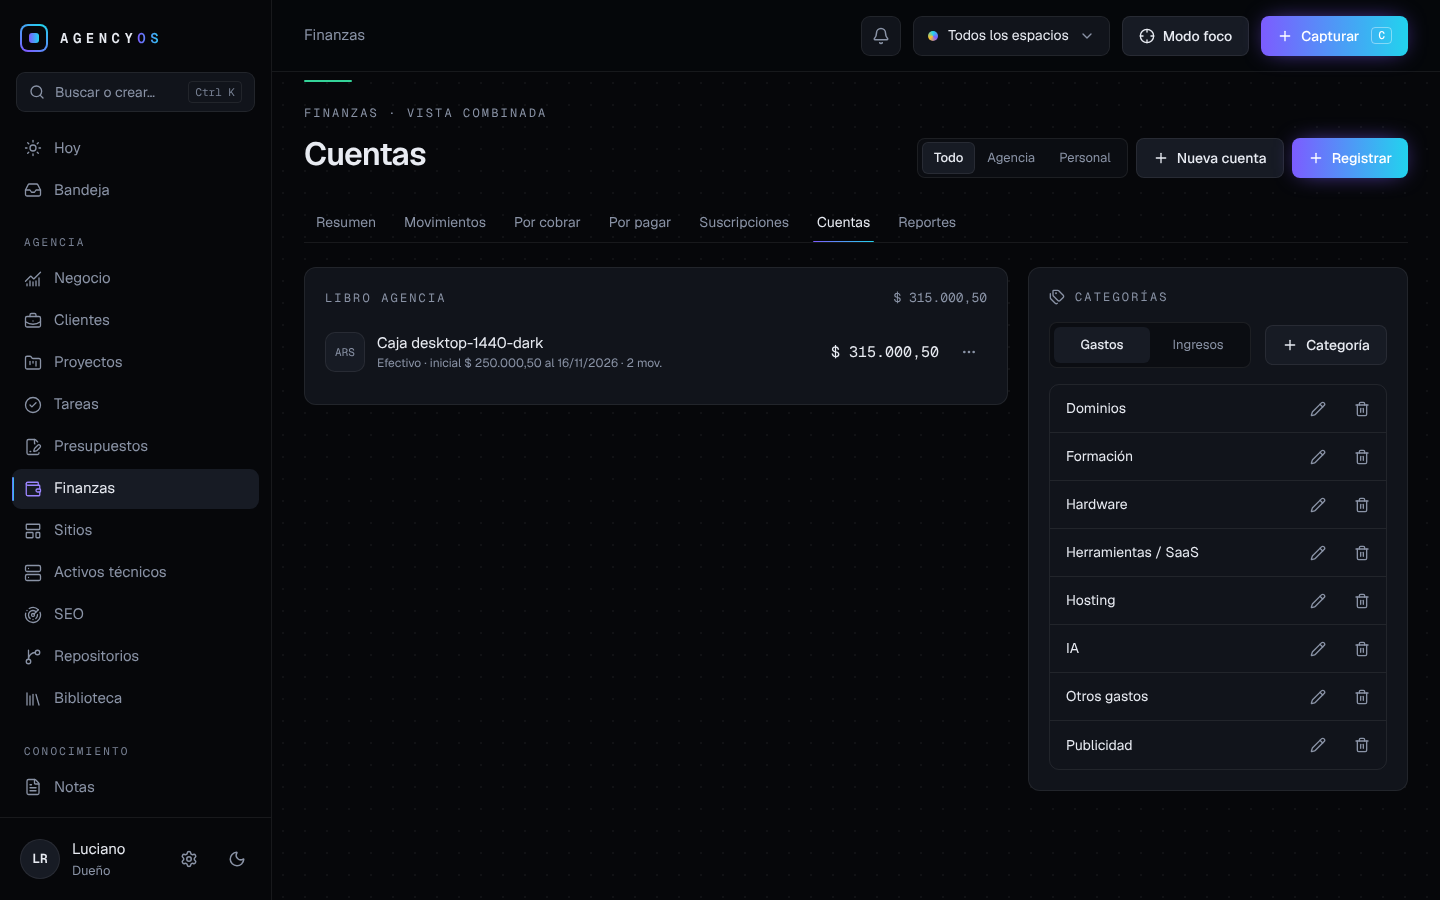 AGENCYOS
Buscar o crear... Ctrl K
Hoy
Bandeja
AGENCIA
Negocio
Clientes
Proyectos
Tareas
Presupuestos
Finanzas
Sitios
Activos técnicos
SEO
Repositorios
Biblioteca
CONOCIMIENTO
Notas
LR
Luciano
Dueño
Finanzas
Todos los espacios
Modo foco
Capturar C
FINANZAS · VISTA COMBINADA
Cuentas
Todo Agencia Personal
Nueva cuenta
Registrar
Resumen Movimientos Por cobrar Por pagar Suscripciones Cuentas Reportes
LIBRO AGENCIA $ 315.000,50
ARS
Caja desktop-1440-dark
Efectivo · inicial $ 250.000,50 al 16/11/2026 · 2 mov.
$ 315.000,50
CATEGORÍAS
Gastos Ingresos
Categoría
Dominios
Formación
Hardware
Herramientas / SaaS
Hosting
IA
Otros gastos
Publicidad